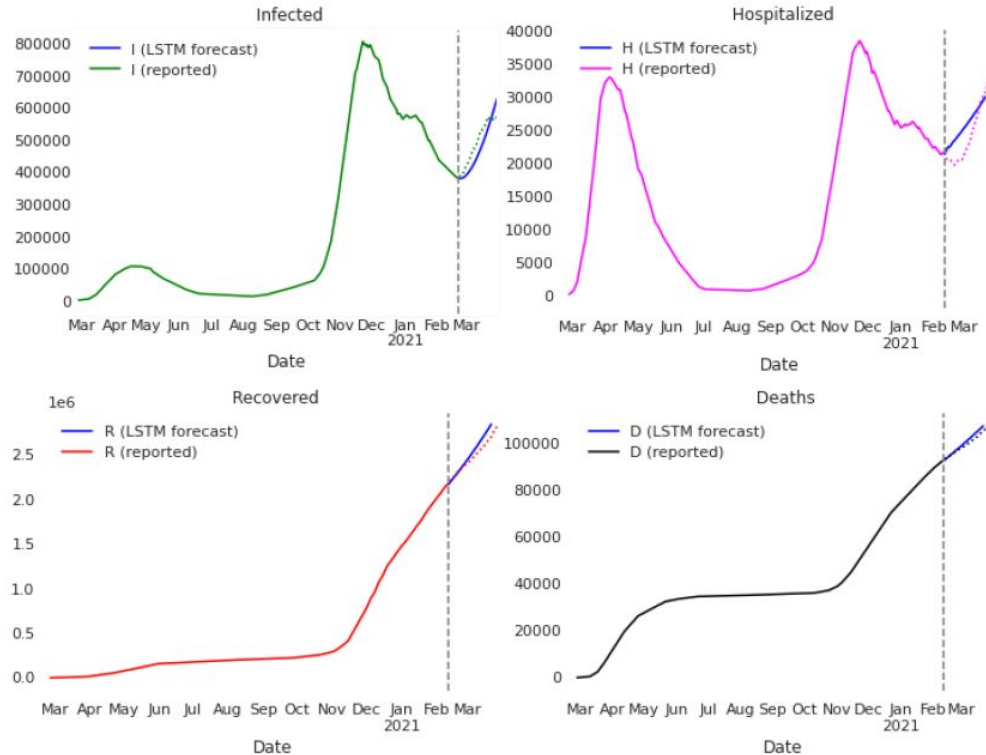 Infected
I (LSTM forecast)
I (reported)
800000
700000
600000
500000
400000
300000
200000
100000
0
Mar Apr May Jun Jul Aug Sep Oct Nov Dec Jan Feb Mar
2021
Date
Hospitalized
H (LSTM forecast)
H (reported)
40000
35000
30000
25000
20000
15000
10000
5000
0
Mar Apr May Jun Jul Aug Sep Oct Nov Dec Jan Feb Mar
2021
Date
Recovered
1e6
R (LSTM forecast)
R (reported)
2.5
2.0
1.5
1.0
0.5
0.0
Mar Apr May Jun Jul Aug Sep Oct Nov Dec Jan Feb Mar
2021
Date
Deaths
D (LSTM forecast)
D (reported)
100000
80000
60000
40000
20000
0
Mar Apr May Jun Jul Aug Sep Oct Nov Dec Jan Feb Mar
2021
Date